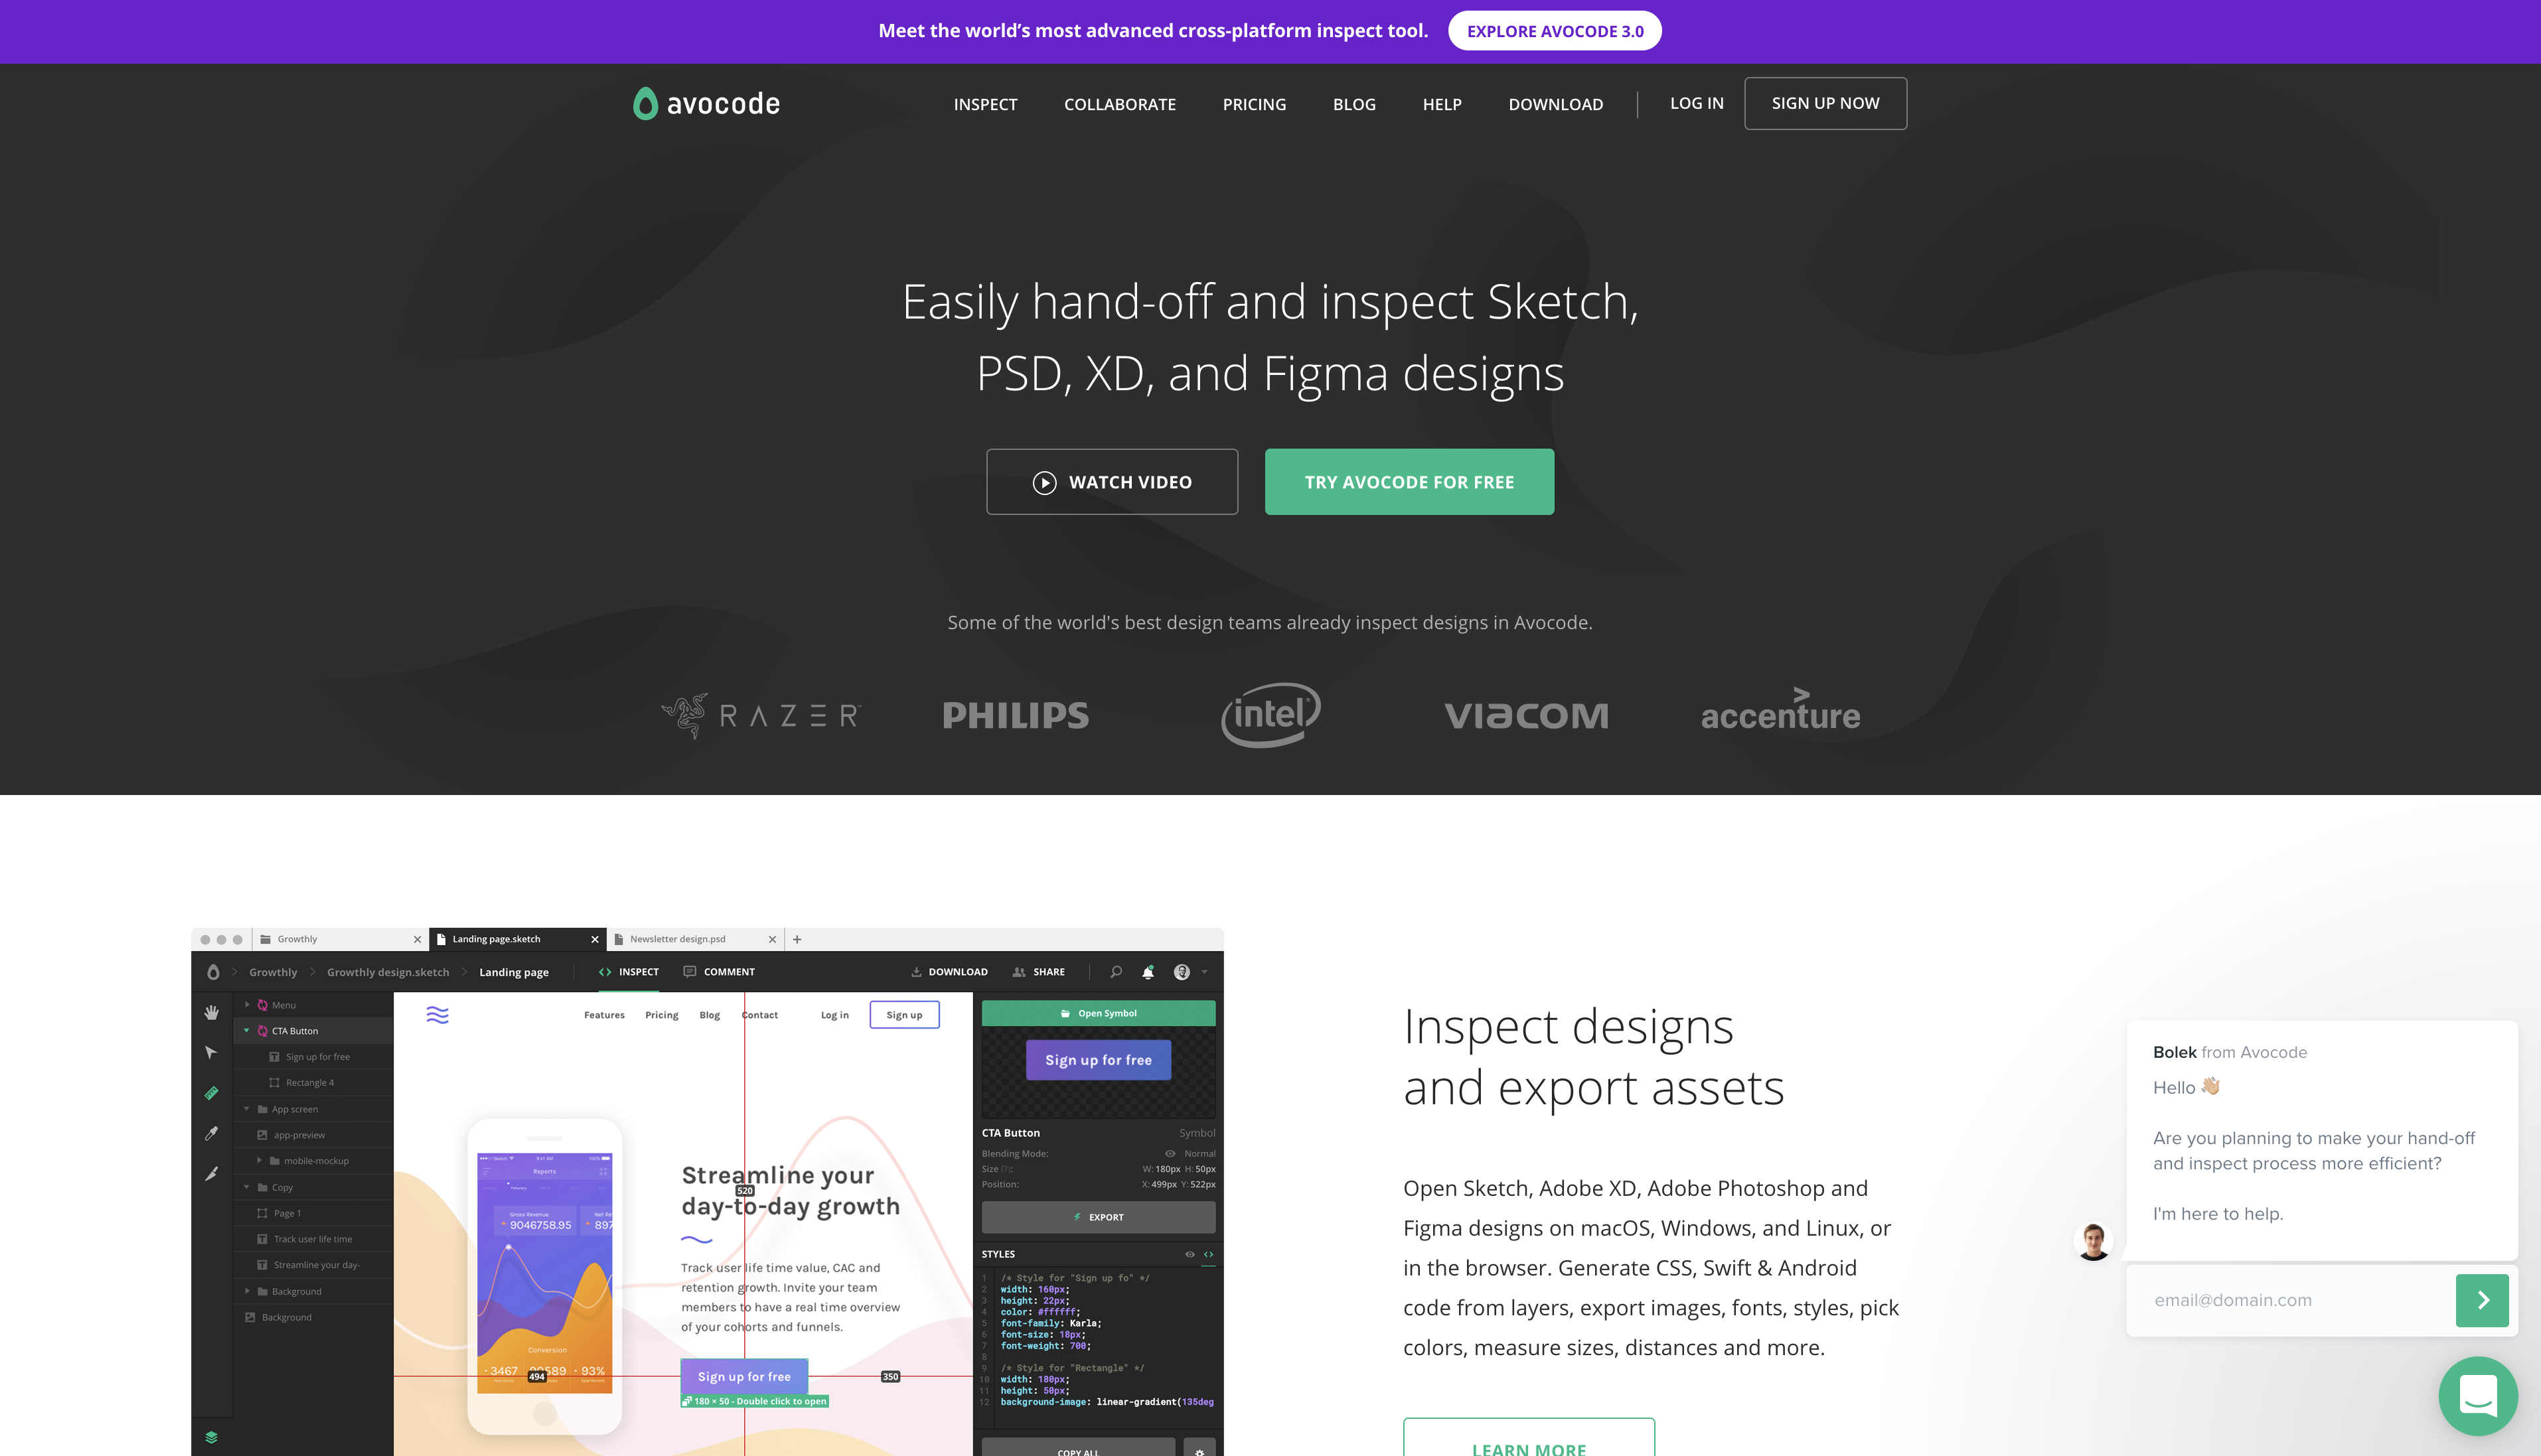 Meet the world's most advanced cross-platform inspect tool. EXPLORE AVOCODE 3.0
avocode INSPECT COLLABORATE PRICING BLOG HELP DOWNLOAD LOG IN SIGN UP NOW
Easily hand-off and inspect Sketch,
PSD, XD, and Figma designs
WATCH VIDEO TRY AVOCODE FOR FREE
Some of the world's best design teams already inspect designs in Avocode.
RAZER PHILIPS intel VIACOM accenture
Growthly Landing page.sketch Newsletter design.psd
Growthly Growthly design.sketch Landing page INSPECT COMMENT DOWNLOAD SHARE
Menu
CTA Button
Sign up for free
Rectangle 4
App screen
app-preview
mobile-mockup
Copy
Page 1
Track user life time
Streamline your day-
Background
Background
Features Pricing Blog Contact Log in Sign up
Reports
Gross Revenue
9046758.95
897
Conversion
3467 93%
Streamline your
520
day-to-day growth
Track user life time value, CAC and
retention growth. Invite your team
members to have a real time overview
of your cohorts and funnels.
494 Sign up for free 350
180 × 50 - Double click to open
Open Symbol
Sign up for free
CTA Button Symbol
Blending Mode: Normal
Size (?): W: 180px H: 50px
Position: X: 499px Y: 522px
EXPORT
STYLES
1 /* Style for "Sign up fo" */
2 width: 160px;
3 height: 22px;
4 color: #ffffff;
5 font-family: Karla;
6 font-size: 18px;
7 font-weight: 700;
8
9 /* Style for "Rectangle" */
10 width: 180px;
11 height: 50px;
12 background-image: linear-gradient(135deg
COPY ALL
Inspect designs
and export assets
Open Sketch, Adobe XD, Adobe Photoshop and
Figma designs on macOS, Windows, and Linux, or
in the browser. Generate CSS, Swift & Android
code from layers, export images, fonts, styles, pick
colors, measure sizes, distances and more.
LEARN MORE
Bolek from Avocode
Hello 👋🏼
Are you planning to make your hand-off
and inspect process more efficient?
I'm here to help.
email@domain.com